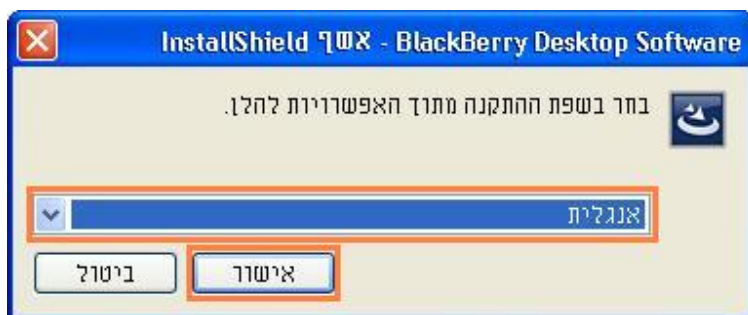 BlackBerry Desktop Software - אשף InstallShield
בחר בשפת ההתקנה מתוך האפשרויות להלן.
אנגלית
אישור
ביטול